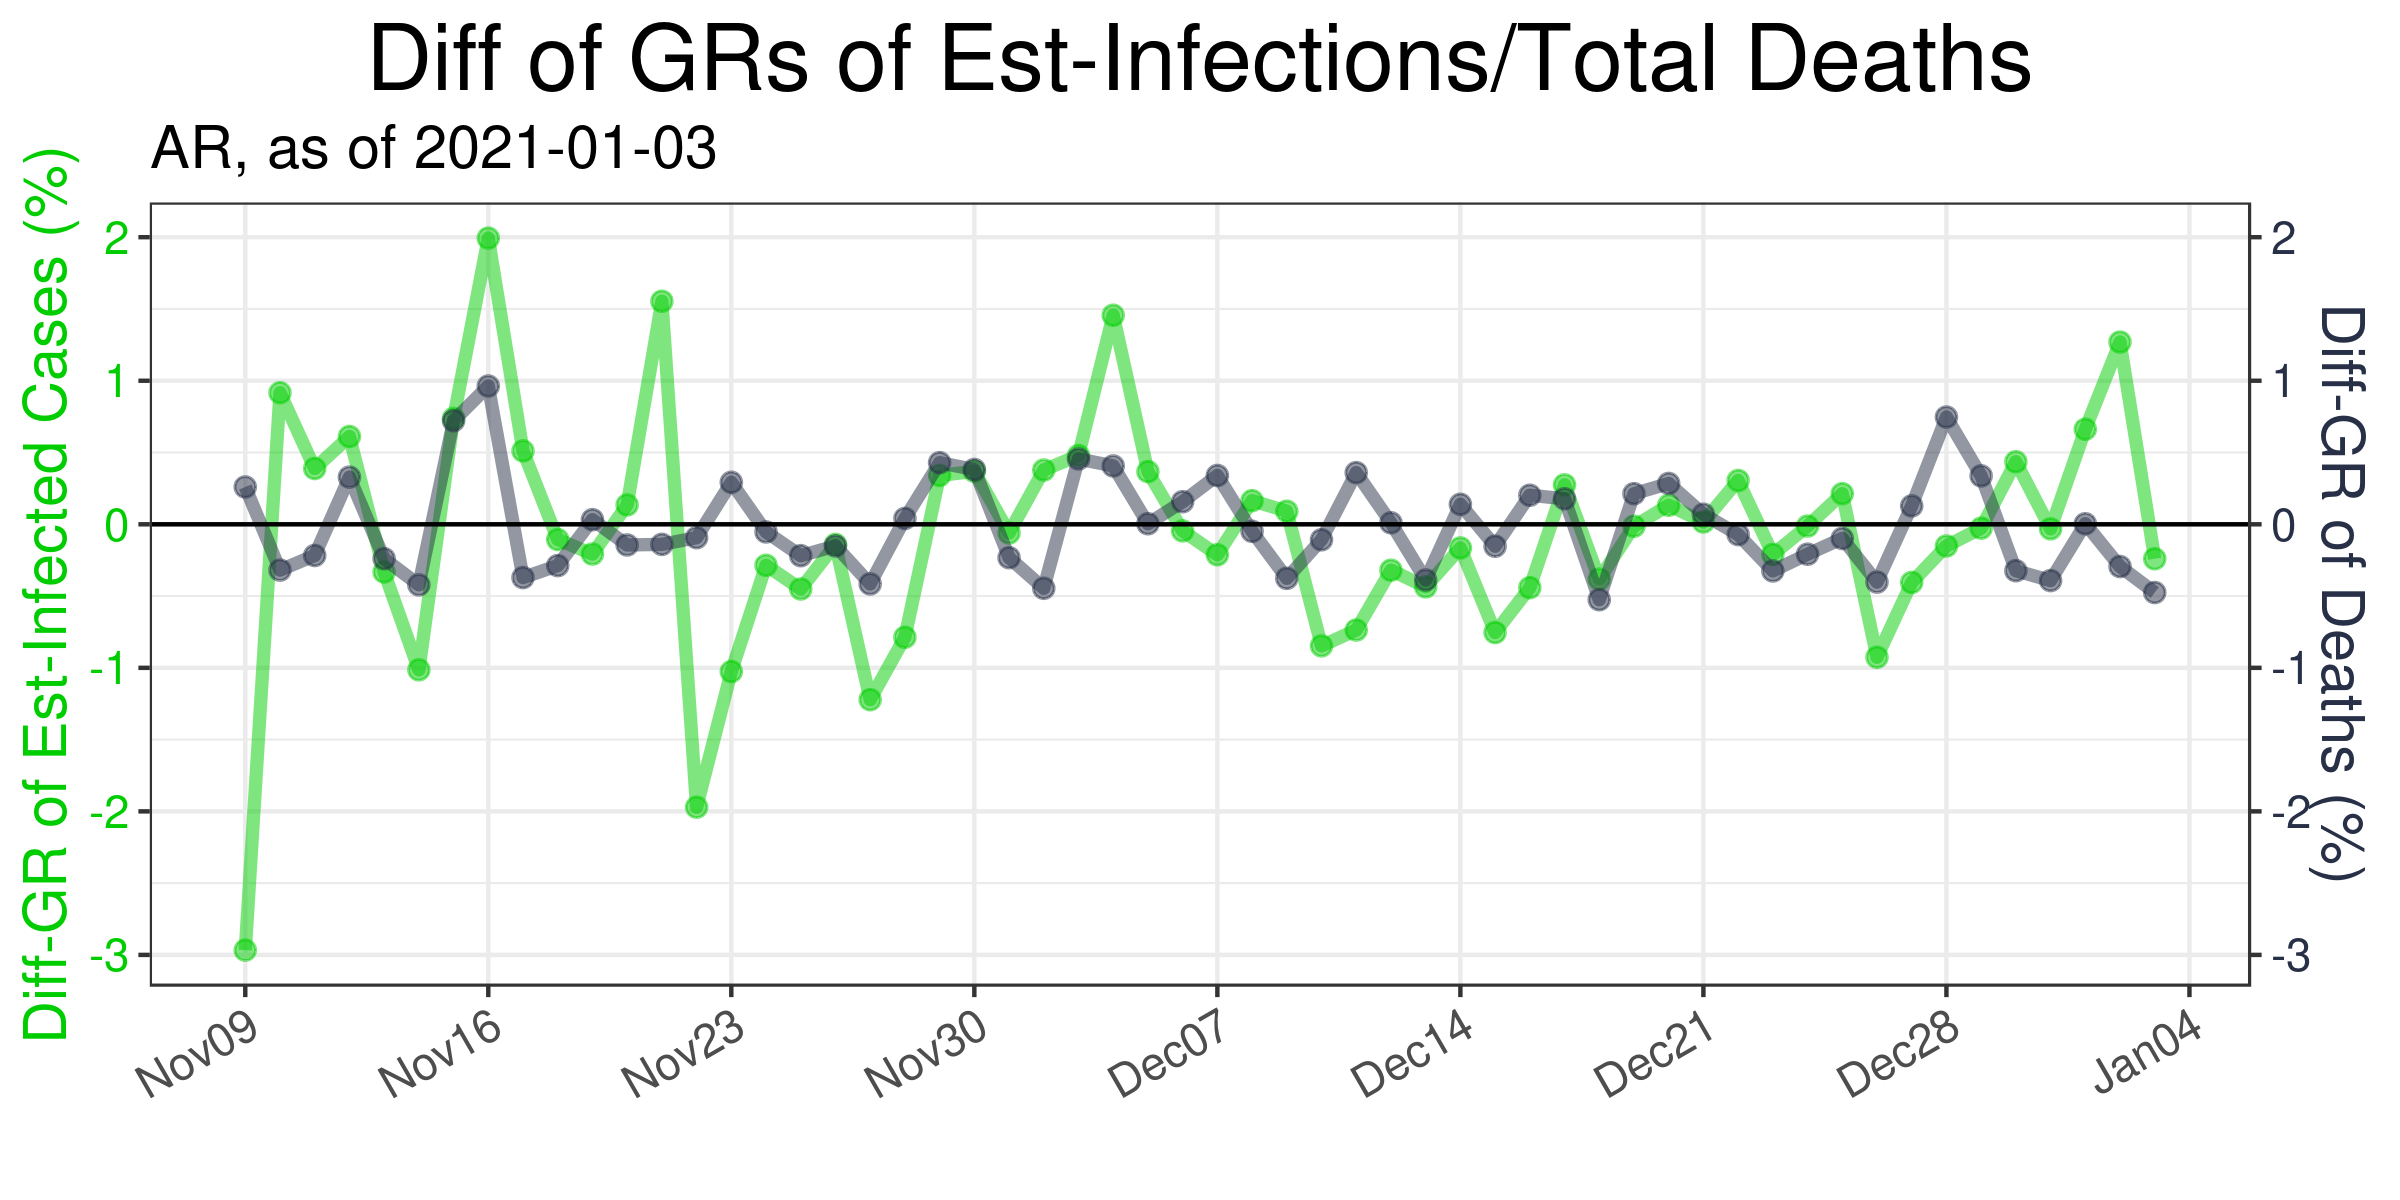 Diff of GRs of Est-Infections/Total Deaths
AR, as of 2021-01-03
Diff-GR of Est-Infected Cases (%)
2
1
0
-1
-2
-3
2
1
0
-1
-2
-3
Diff-GR of Deaths (%)
Nov09
Nov16
Nov23
Nov30
Dec07
Dec14
Dec21
Dec28
Jan04